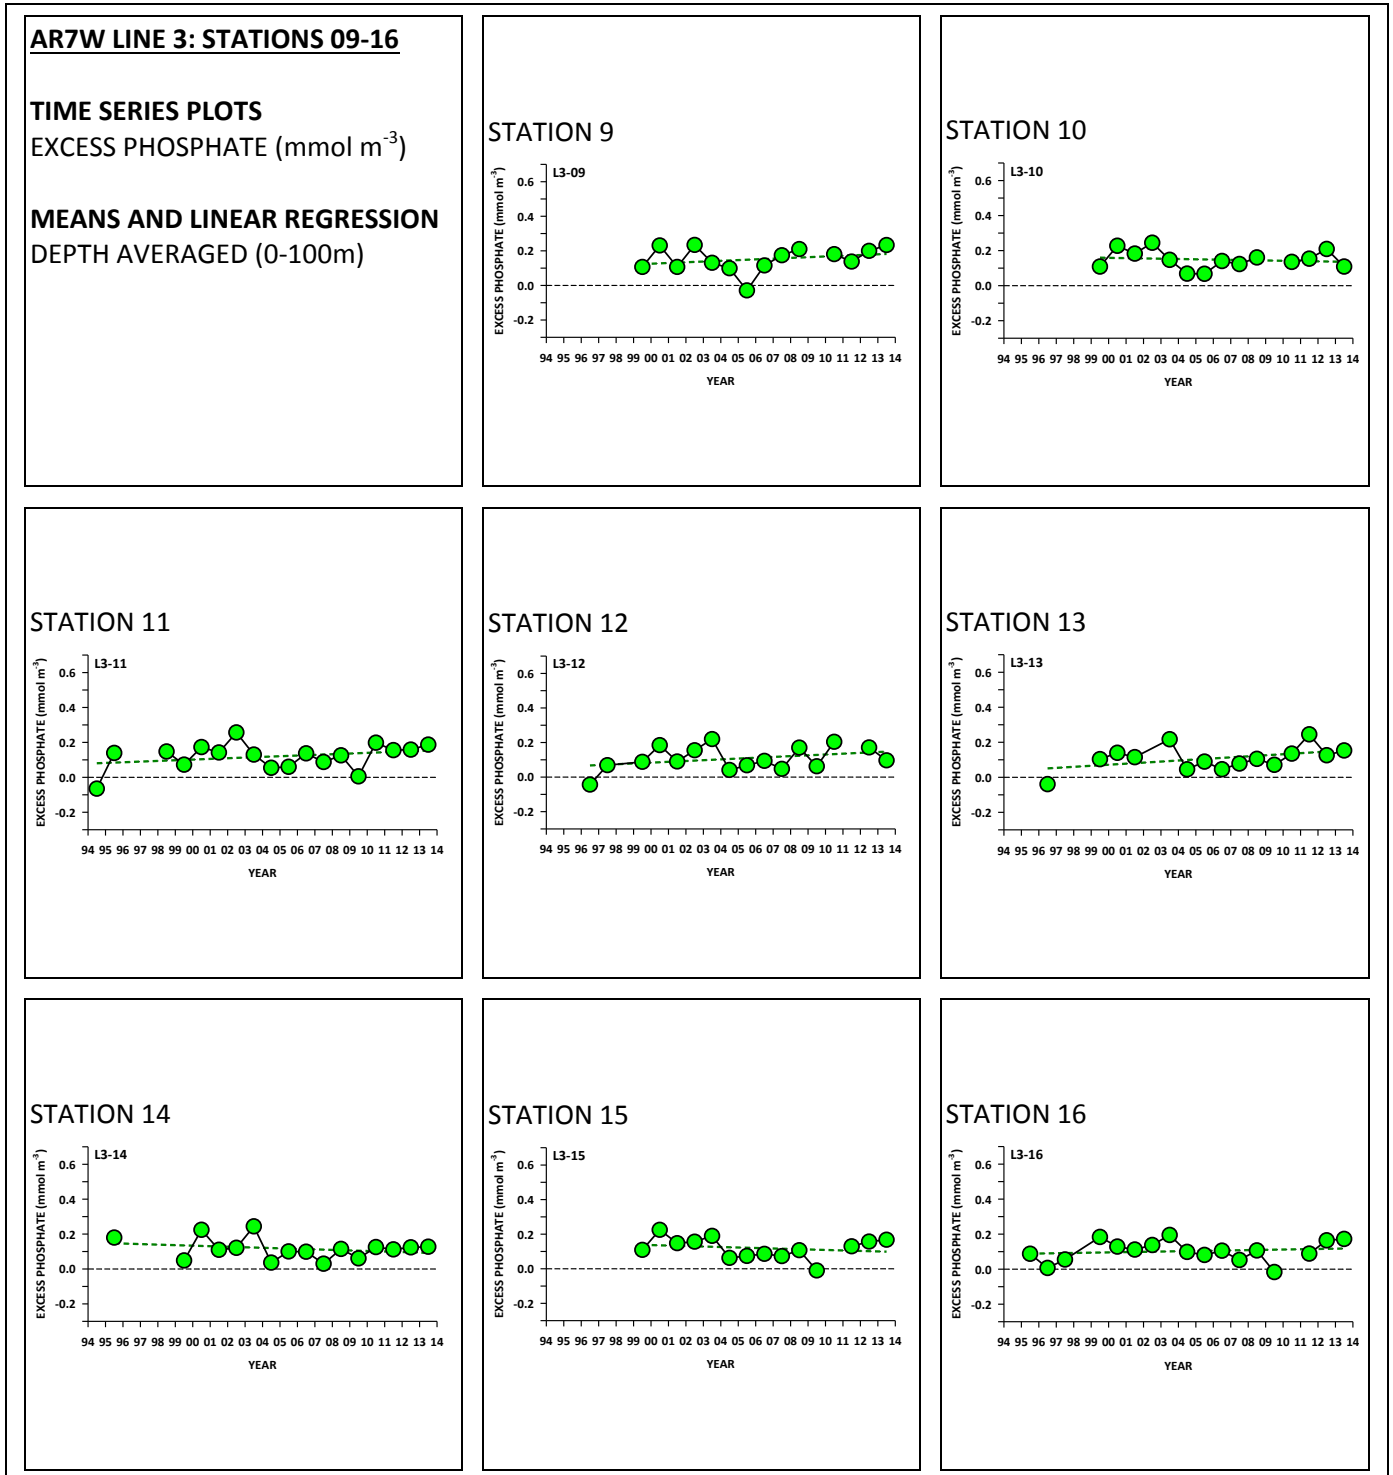 AR7W LINE 3: STATIONS 09-16
TIME SERIES PLOTS
EXCESS PHOSPHATE (mmol m-3)
MEANS AND LINEAR REGRESSION
DEPTH AVERAGED (0-100m)
STATION 9
L3-09
EXCESS PHOSPHATE (mmol m-3)
0.6
0.4
0.2
0.0
-0.2
94 95 96 97 98 99 00 01 02 03 04 05 06 07 08 09 10 11 12 13 14
YEAR
STATION 10
L3-10
EXCESS PHOSPHATE (mmol m-3)
0.6
0.4
0.2
0.0
-0.2
94 95 96 97 98 99 00 01 02 03 04 05 06 07 08 09 10 11 12 13 14
YEAR
STATION 11
L3-11
EXCESS PHOSPHATE (mmol m-3)
0.6
0.4
0.2
0.0
-0.2
94 95 96 97 98 99 00 01 02 03 04 05 06 07 08 09 10 11 12 13 14
YEAR
STATION 12
L3-12
EXCESS PHOSPHATE (mmol m-3)
0.6
0.4
0.2
0.0
-0.2
94 95 96 97 98 99 00 01 02 03 04 05 06 07 08 09 10 11 12 13 14
YEAR
STATION 13
L3-13
EXCESS PHOSPHATE (mmol m-3)
0.6
0.4
0.2
0.0
-0.2
94 95 96 97 98 99 00 01 02 03 04 05 06 07 08 09 10 11 12 13 14
YEAR
STATION 14
L3-14
EXCESS PHOSPHATE (mmol m-3)
0.6
0.4
0.2
0.0
-0.2
94 95 96 97 98 99 00 01 02 03 04 05 06 07 08 09 10 11 12 13 14
YEAR
STATION 15
L3-15
EXCESS PHOSPHATE (mmol m-3)
0.6
0.4
0.2
0.0
-0.2
94 95 96 97 98 99 00 01 02 03 04 05 06 07 08 09 10 11 12 13 14
YEAR
STATION 16
L3-16
EXCESS PHOSPHATE (mmol m-3)
0.6
0.4
0.2
0.0
-0.2
94 95 96 97 98 99 00 01 02 03 04 05 06 07 08 09 10 11 12 13 14
YEAR